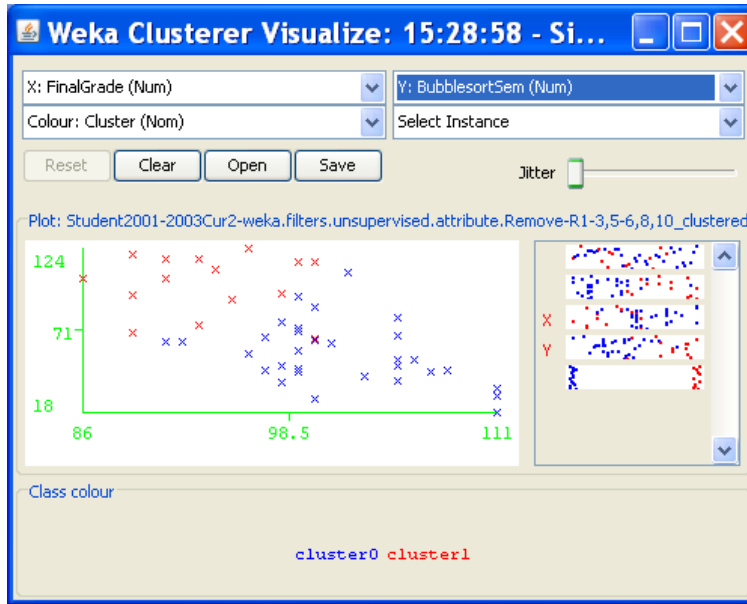 Weka Clusterer Visualize: 15:28:58 - Si...
X: FinalGrade (Num) Y: BubblesortSem (Num)
Colour: Cluster (Nom) Select Instance
Reset Clear Open Save Jitter
Plot: Student2001-2003Cur2-weka.filters.unsupervised.attribute.Remove-R1-3,5-6,8,10_clustered
124
71
18
86 98.5 111
X
Y
Class colour
cluster0 cluster1